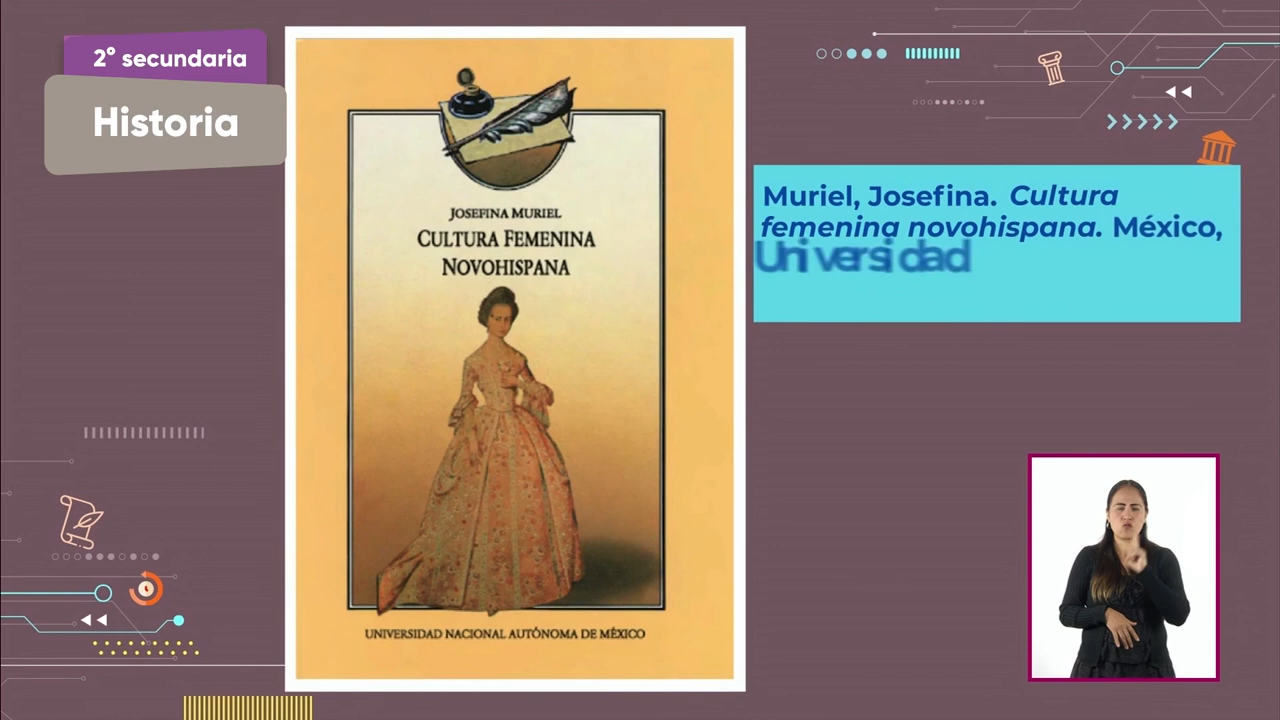 2° secundaria
Historia
JOSEFINA MURIEL
CULTURA FEMENINA
NOVOHISPANA
UNIVERSIDAD NACIONAL AUTÓNOMA DE MÉXICO
Muriel, Josefina. Cultura
femenina novohispana. México,
Universidad